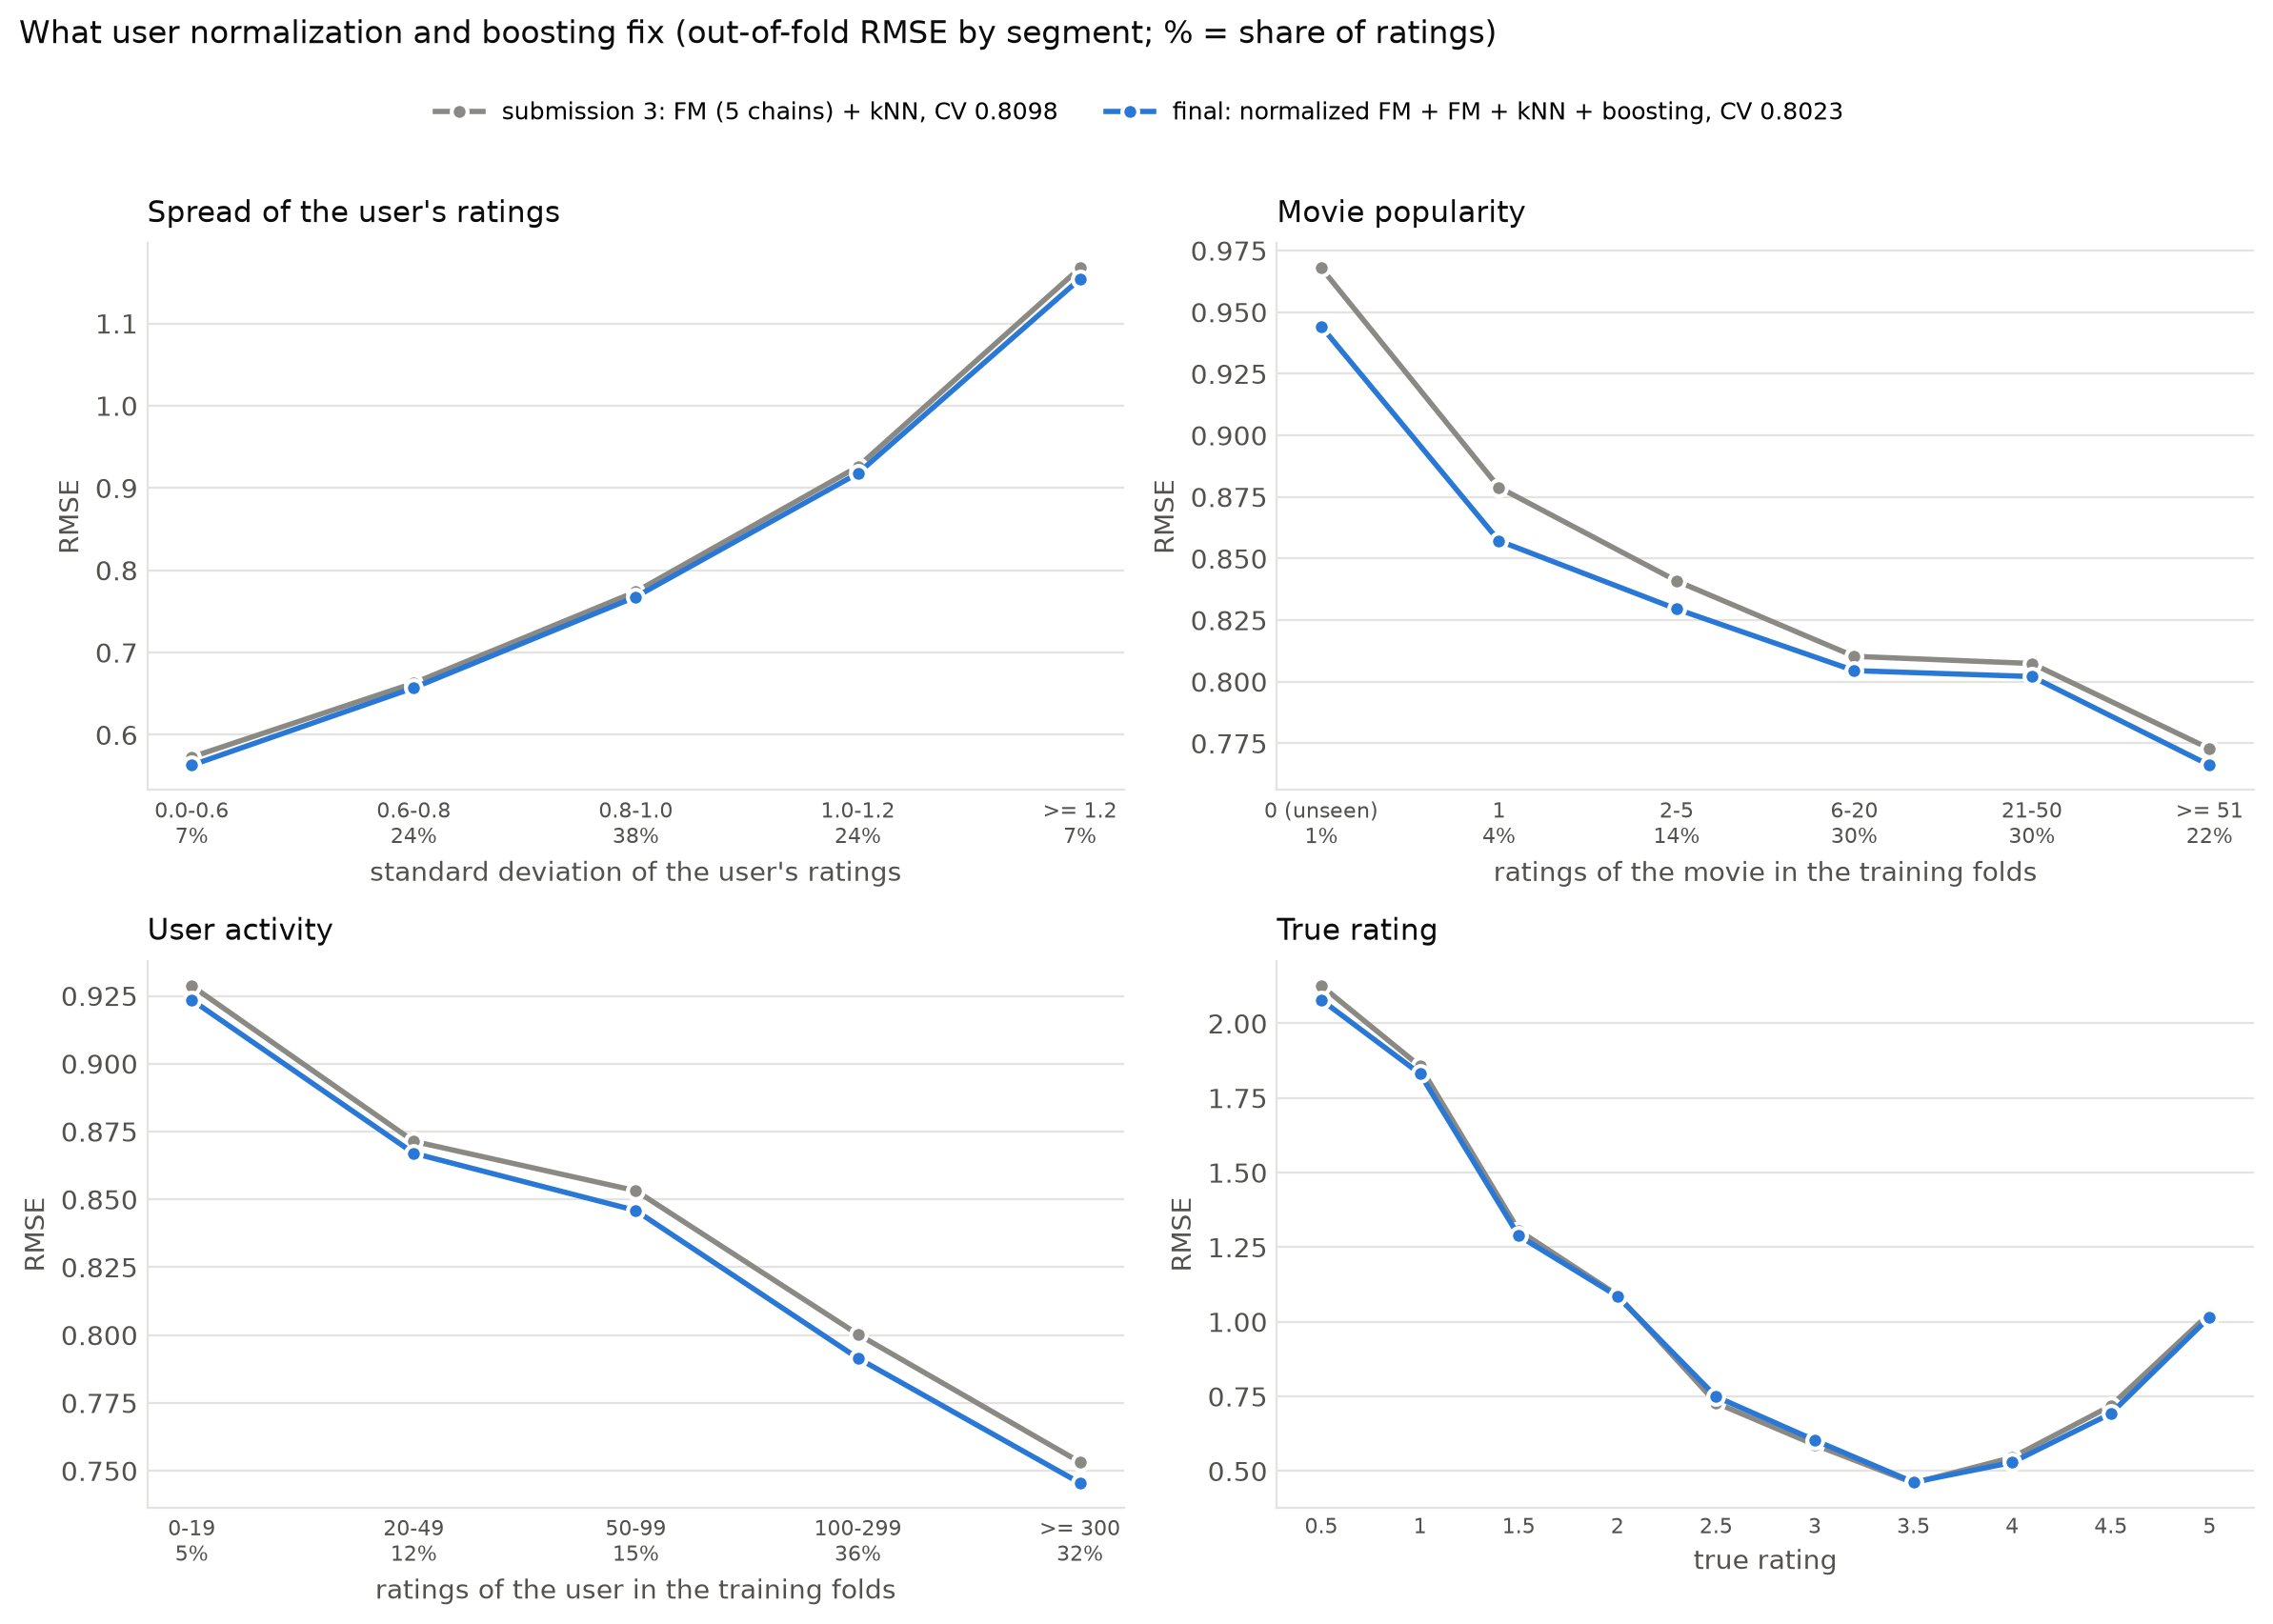 What user normalization and boosting fix (out-of-fold RMSE by segment; % = share of ratings)
submission 3: FM (5 chains) + kNN, CV 0.8098
final: normalized FM + FM + kNN + boosting, CV 0.8023
Spread of the user's ratings
RMSE
1.1
1.0
0.9
0.8
0.7
0.6
0.0-0.6 0.6-0.8 0.8-1.0 1.0-1.2 >= 1.2
7% 24% 38% 24% 7%
standard deviation of the user's ratings
Movie popularity
RMSE
0.975
0.950
0.925
0.900
0.875
0.850
0.825
0.800
0.775
0 (unseen) 1 2-5 6-20 21-50 >= 51
1% 4% 14% 30% 30% 22%
ratings of the movie in the training folds
User activity
RMSE
0.925
0.900
0.875
0.850
0.825
0.800
0.775
0.750
0-19 20-49 50-99 100-299 >= 300
5% 12% 15% 36% 32%
ratings of the user in the training folds
True rating
RMSE
2.00
1.75
1.50
1.25
1.00
0.75
0.50
0.5 1 1.5 2 2.5 3 3.5 4 4.5 5
true rating